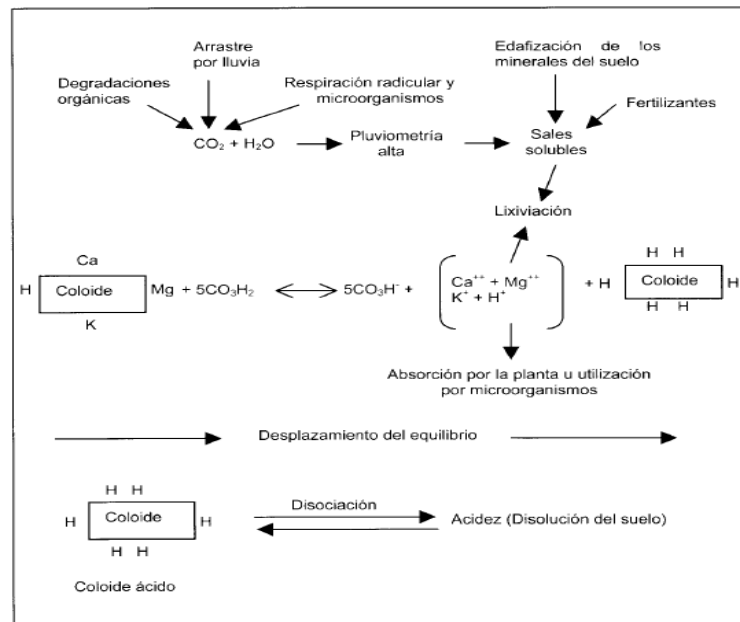 Arrastre
por lluvia
Edafización de los
minerales del suelo
Degradaciones
orgánicas
Respiración radicular y
microorganismos
Fertilizantes
CO₂ + H₂O
Pluviometría
alta
Sales
solubles
Lixiviación
Ca
H H
H Coloide Mg + 5CO₃H₂ 5CO₃H⁻ + Ca⁺⁺ + Mg⁺⁺ + H Coloide H
K⁺ + H⁺
K
H H
Absorción por la planta u utilización
por microorganismos
Desplazamiento del equilibrio
H H
Disociación
H Coloide H Acidez (Disolución del suelo)
H H
Coloide ácido